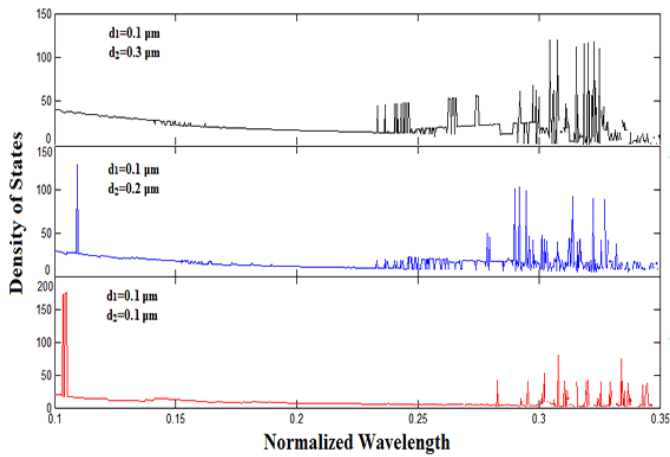 150
100
50
0
d₁=0.1 μm
d₂=0.3 μm
150
100
50
0
d₁=0.1 μm
d₂=0.2 μm
200
150
100
50
0
d₁=0.1 μm
d₂=0.1 μm
Density of States
0.1 0.15 0.2 0.25 0.3 0.35
Normalized Wavelength